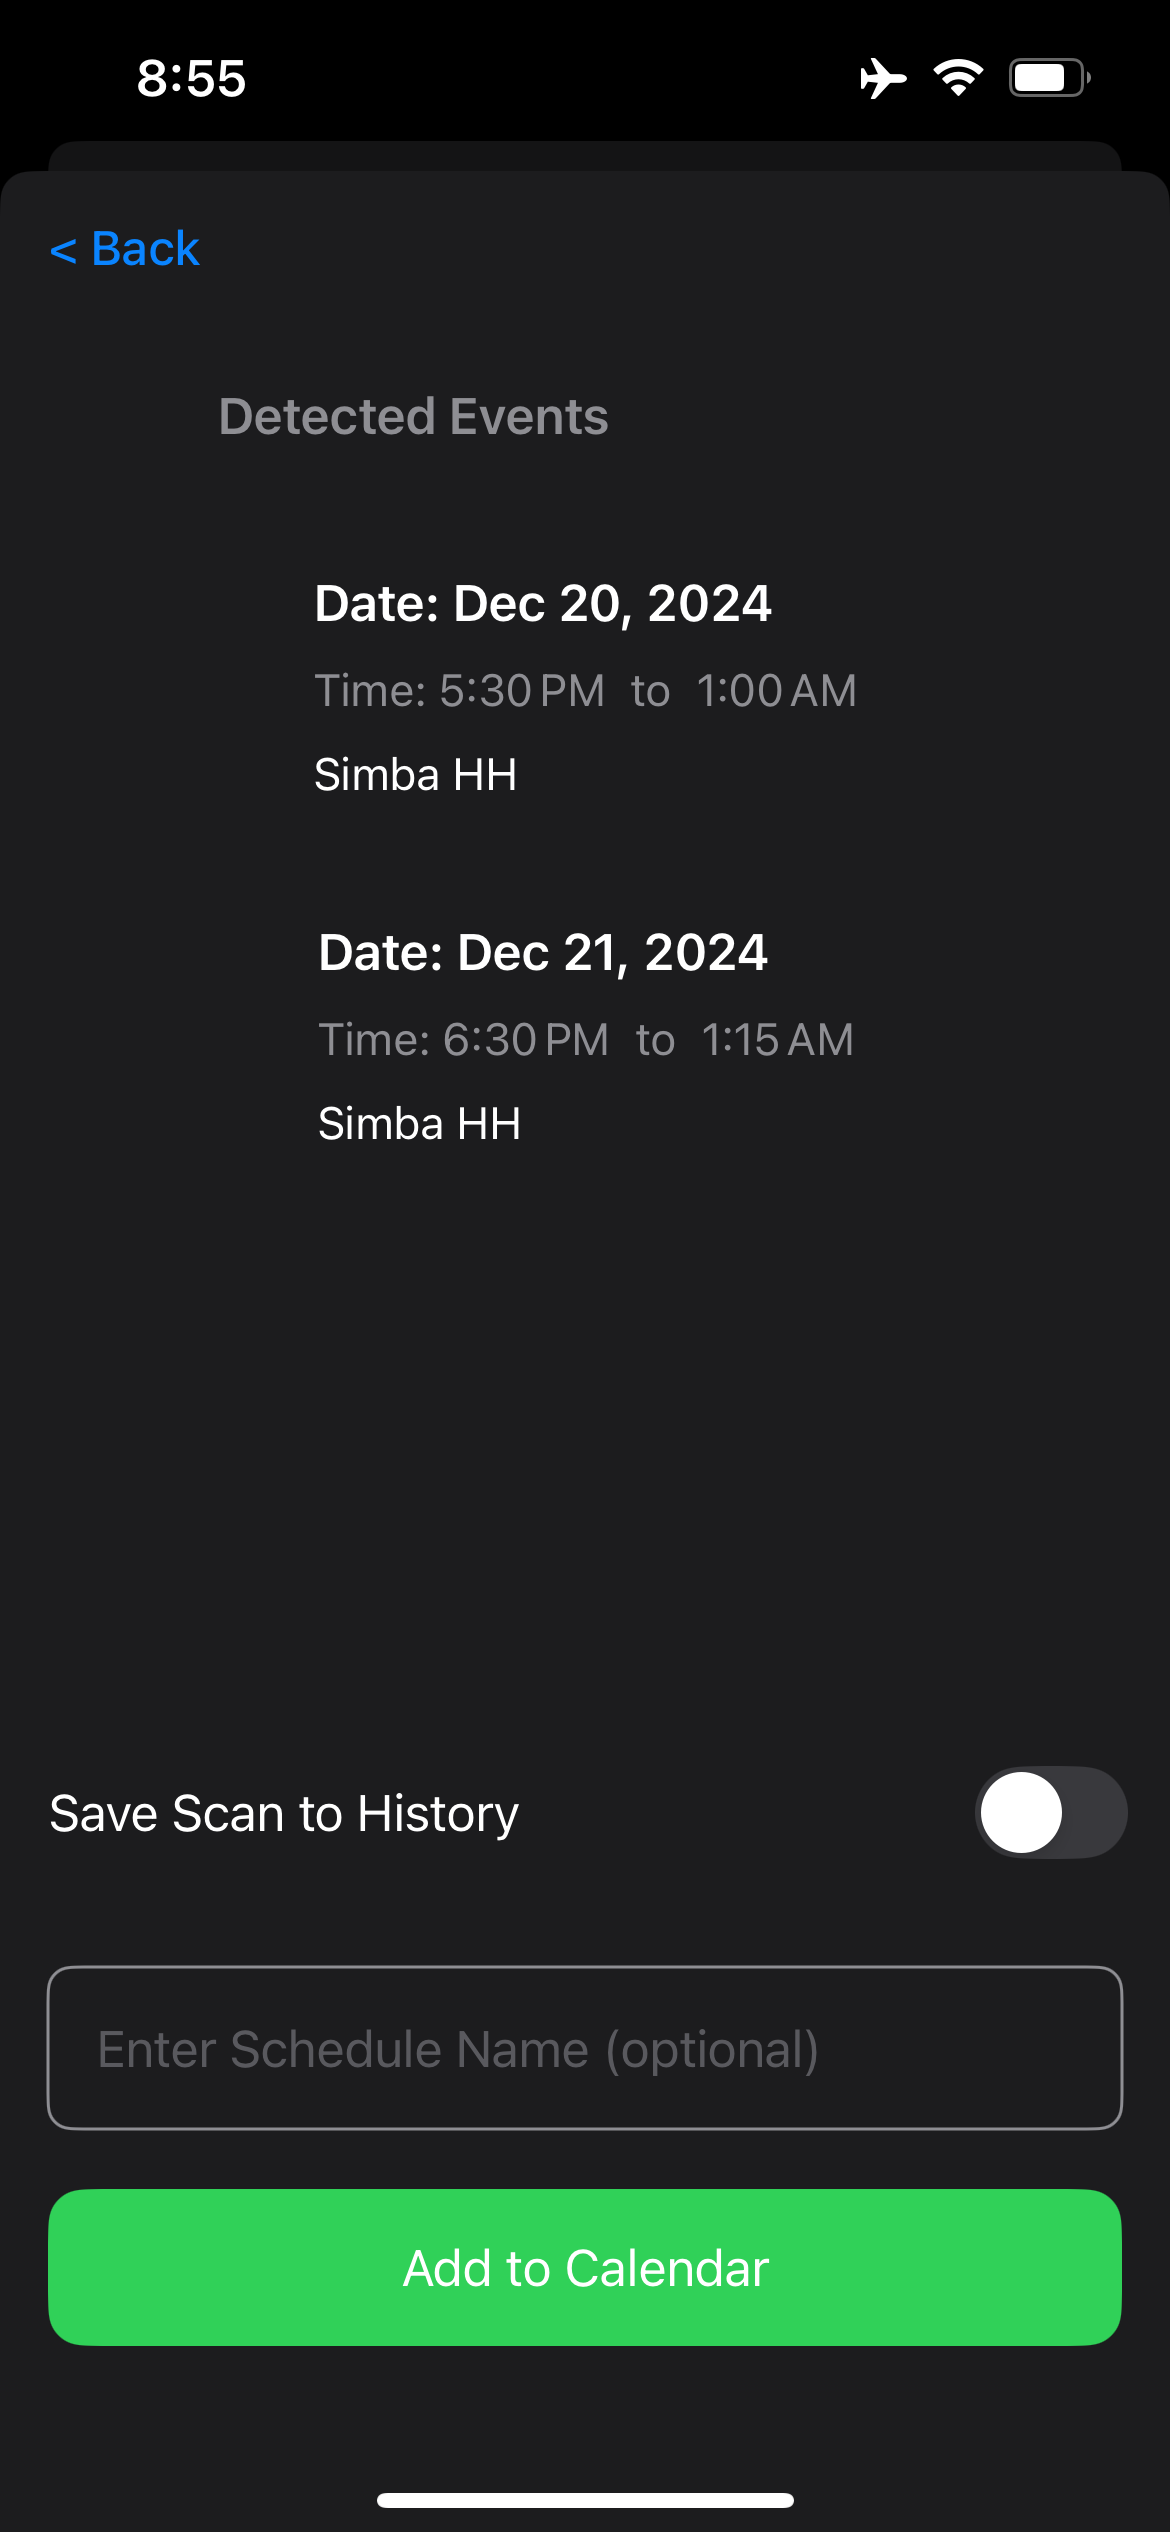 8:55
< Back
Detected Events
Date: Dec 20, 2024
Time: 5:30 PM to 1:00 AM
Simba HH
Date: Dec 21, 2024
Time: 6:30 PM to 1:15 AM
Simba HH
Save Scan to History
Enter Schedule Name (optional)
Add to Calendar